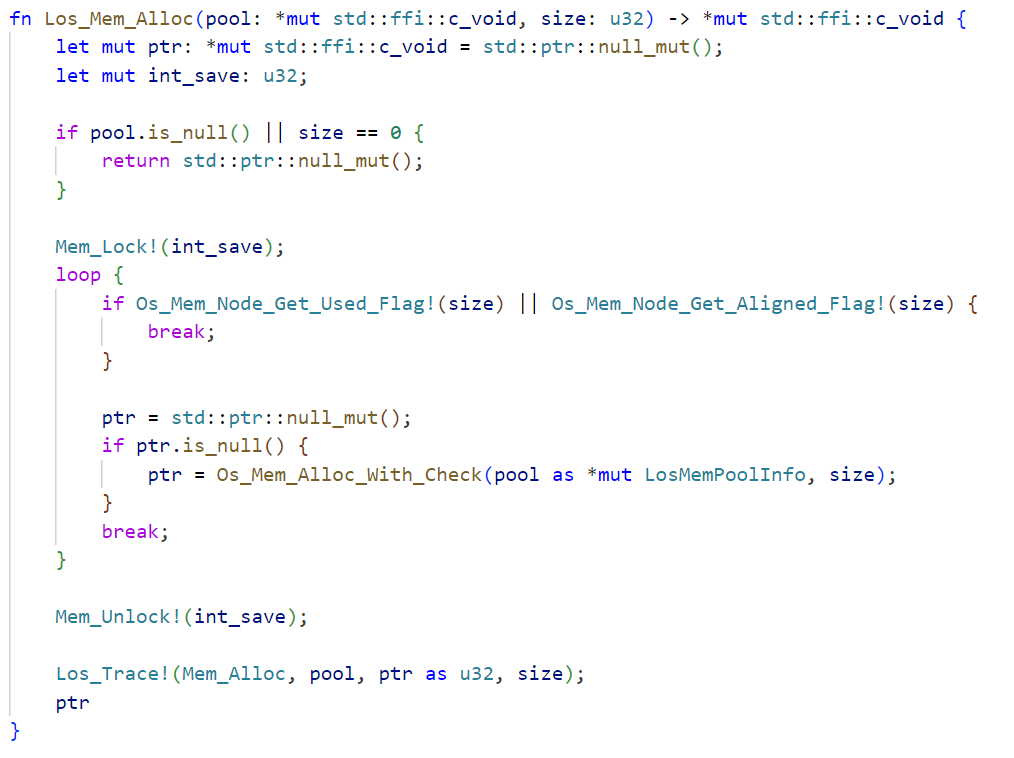 fn Los_Mem_Alloc(pool: *mut std::ffi::c_void, size: u32) -> *mut std::ffi::c_void {
    let mut ptr: *mut std::ffi::c_void = std::ptr::null_mut();
    let mut int_save: u32;

    if pool.is_null() || size == 0 {
        return std::ptr::null_mut();
    }

    Mem_Lock!(int_save);
    loop {
        if Os_Mem_Node_Get_Used_Flag!(size) || Os_Mem_Node_Get_Aligned_Flag!(size) {
            break;
        }

        ptr = std::ptr::null_mut();
        if ptr.is_null() {
            ptr = Os_Mem_Alloc_With_Check(pool as *mut LosMemPoolInfo, size);
        }
        break;
    }

    Mem_Unlock!(int_save);

    Los_Trace!(Mem_Alloc, pool, ptr as u32, size);
    ptr
}